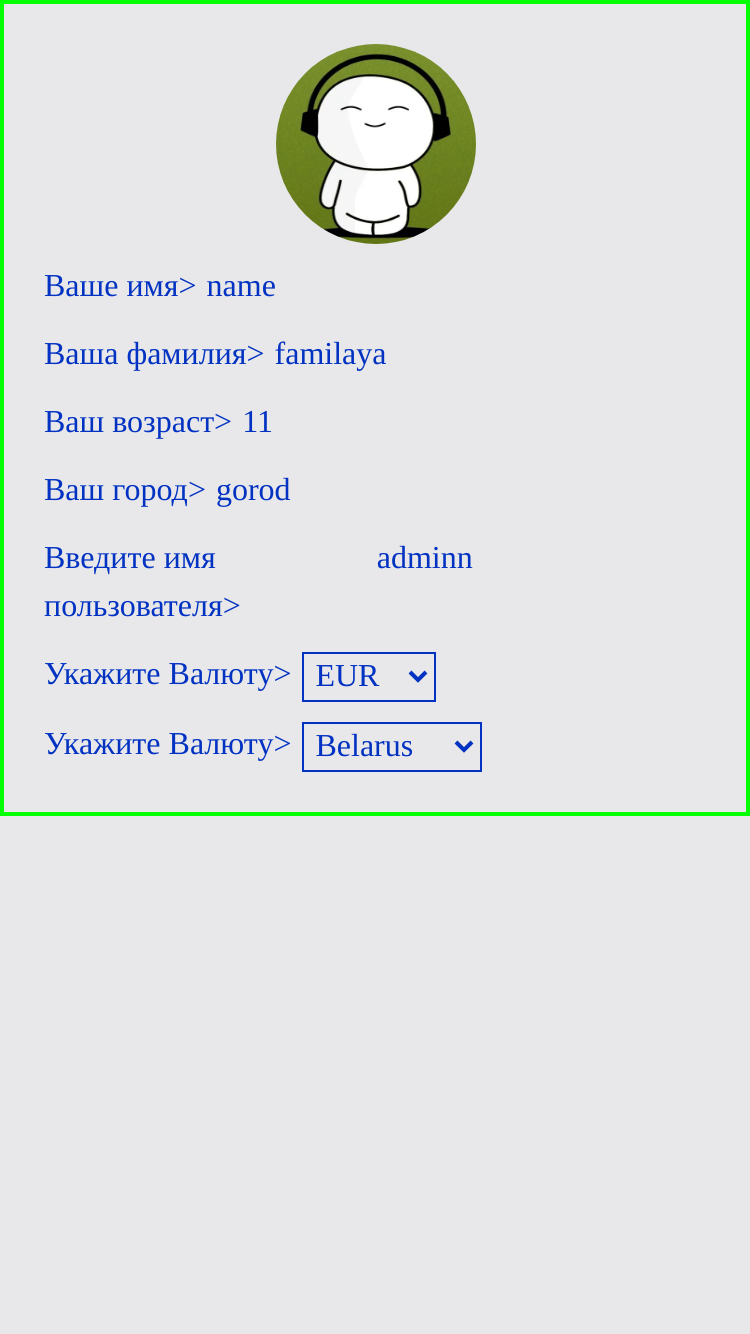 Ваше имя> name
Ваша фамилия> familaya
Ваш возраст> 11
Ваш город> gorod
Введите имя adminn
пользователя>
Укажите Валюту> EUR
Укажите Валюту> Belarus